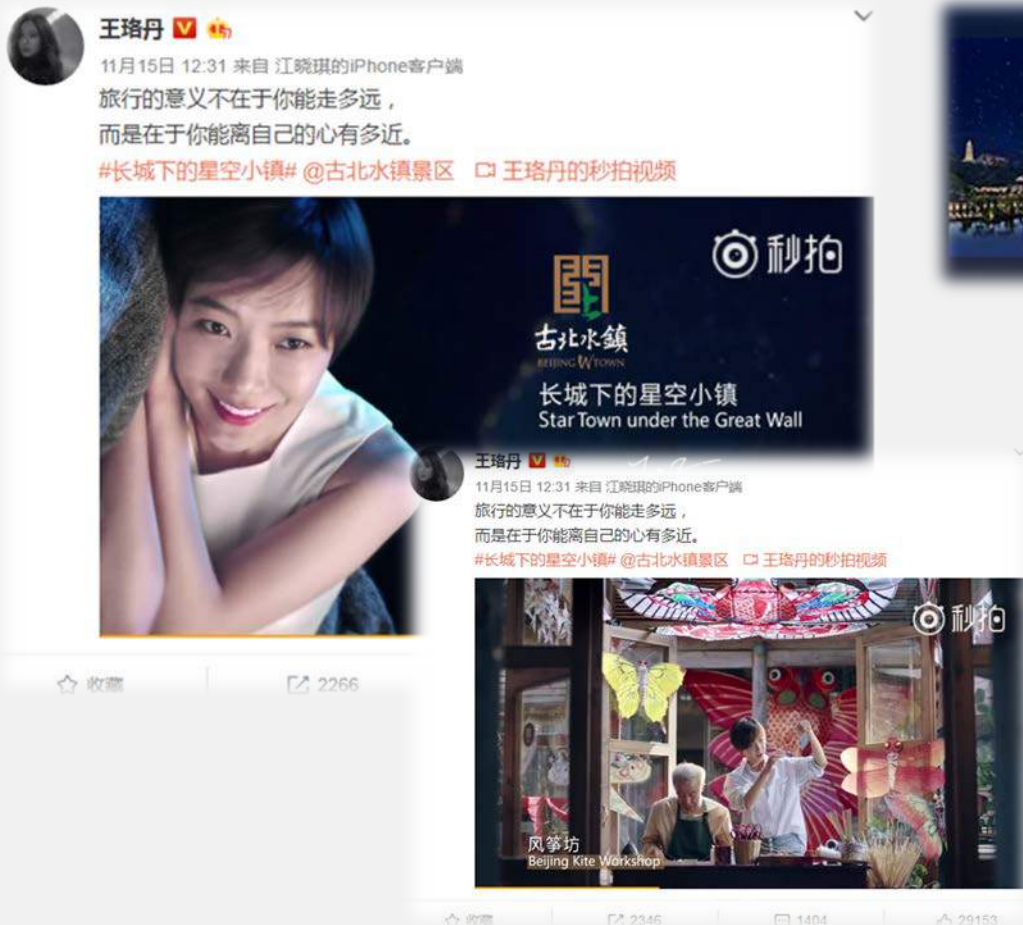 王珞丹
11月15日 12:31 来自 江晓琪的iPhone客户端
旅行的意义不在于你能走多远，
而是在于你能离自己的心有多近。
#长城下的星空小镇# @古北水镇景区 王珞丹的秒拍视频
秒拍
古北水鎮
BEIJING WTOWN
长城下的星空小镇
Star Town under the Great Wall
收藏
2266
王珞丹
11月15日 12:31 来自 江晓琪的iPhone客户端
旅行的意义不在于你能走多远，
而是在于你能离自己的心有多近。
#长城下的星空小镇# @古北水镇景区 王珞丹的秒拍视频
秒拍
风筝坊
Beijing Kite Workshop
收藏
2346
1404
29153